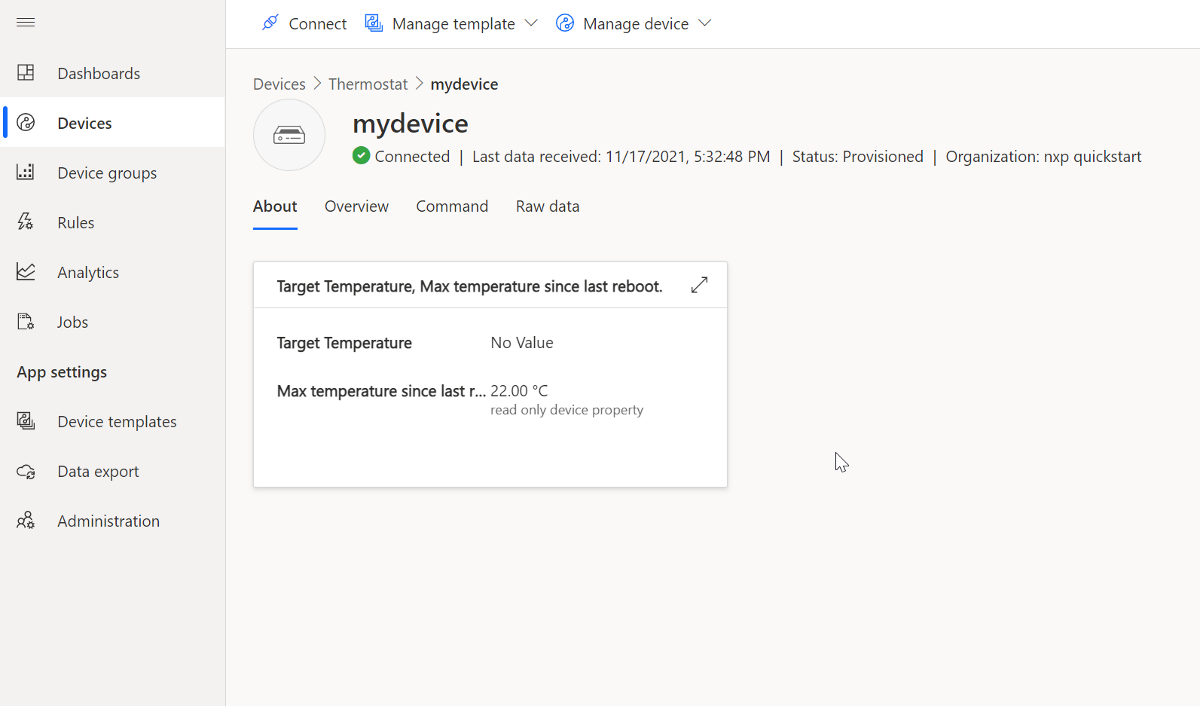 Connect Manage template Manage device
Dashboards
Devices
Device groups
Rules
Analytics
Jobs
App settings
Device templates
Data export
Administration
Devices > Thermostat > mydevice
mydevice
Connected | Last data received: 11/17/2021, 5:32:48 PM | Status: Provisioned | Organization: nxp quickstart
About Overview Command Raw data
Target Temperature, Max temperature since last reboot.
Target Temperature No Value
Max temperature since last r... 22.00 °C
read only device property